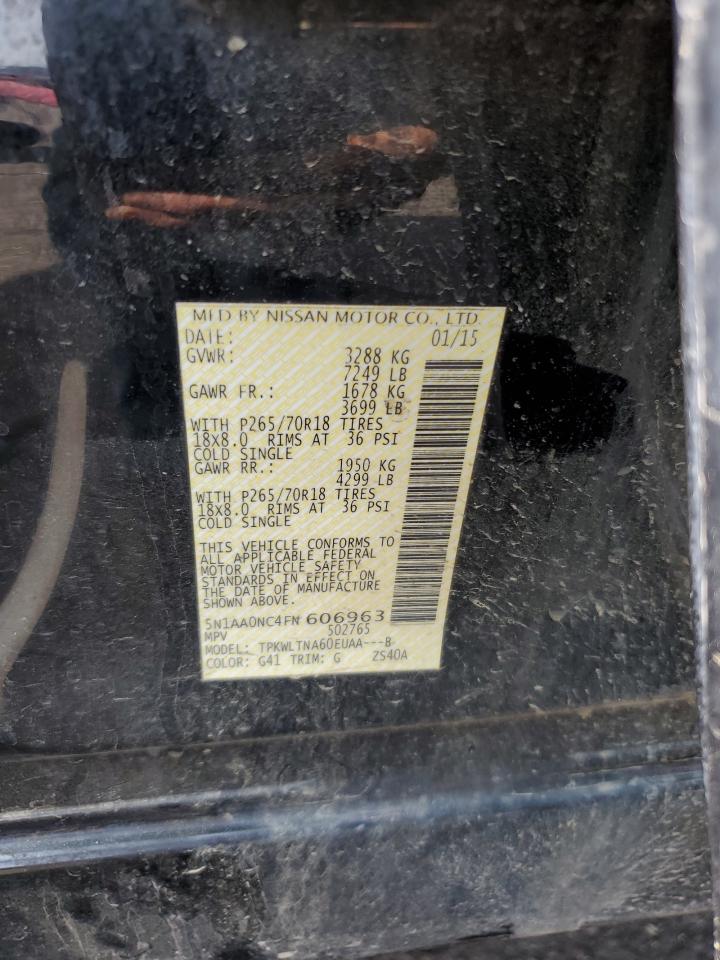 MFD BY NISSAN MOTOR CO., LTD.
DATE: 01/15
GVWR: 3288 KG
7249 LB
GAWR FR.: 1678 KG
3699 LB
WITH P265/70R18 TIRES
18x8.0 RIMS AT 36 PSI
COLD SINGLE
GAWR RR.: 1950 KG
4299 LB
WITH P265/70R18 TIRES
18x8.0 RIMS AT 36 PSI
COLD SINGLE
THIS VEHICLE CONFORMS TO
ALL APPLICABLE FEDERAL
MOTOR VEHICLE SAFETY
STANDARDS IN EFFECT ON
THE DATE OF MANUFACTURE
SHOWN ABOVE.
5N1AA0NC4FN 606963
MPV 502765
MODEL: TPKWLTNA60EUAA---B
COLOR: G41 TRIM: G ZS40A